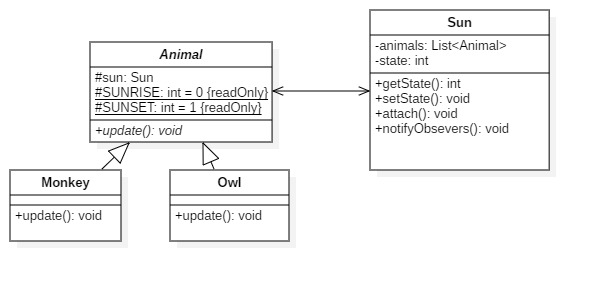 Animal
#sun: Sun
#SUNRISE: int = 0 {readOnly}
#SUNSET: int = 1 {readOnly}
+update(): void
Sun
-animals: List<Animal>
-state: int
+getState(): int
+setState(): void
+attach(): void
+notifyObsevers(): void
Monkey
+update(): void
Owl
+update(): void